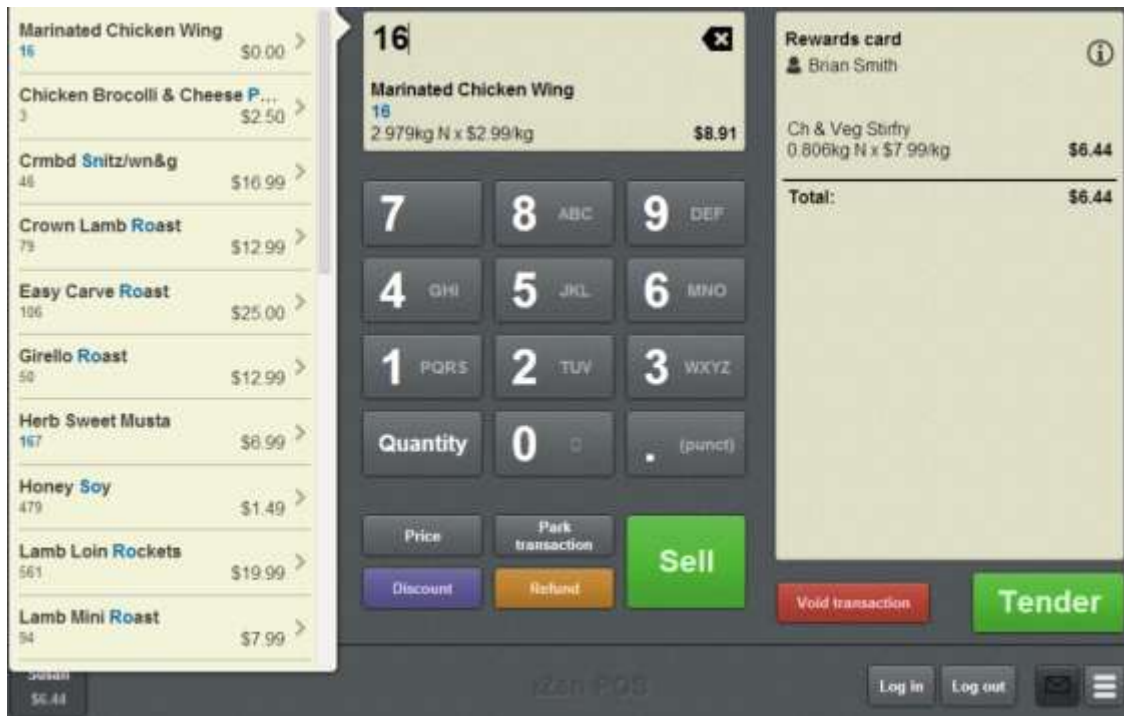 Marinated Chicken Wing
16 $0.00
Chicken Brocolli & Cheese P...
3 $2.50
Crmbd Snitz/wn&g
46 $16.99
Crown Lamb Roast
79 $12.99
Easy Carve Roast
106 $25.00
Girello Roast
50 $12.99
Herb Sweet Musta
167 $6.99
Honey Soy
479 $1.49
Lamb Loin Rockets
561 $19.99
Lamb Mini Roast
94 $7.99
Susan
$6.44
16
Marinated Chicken Wing
16
2.979kg N x $2.99/kg $8.91
7 8 ABC 9 DEF
4 GHI 5 JKL 6 MNO
1 PQRS 2 TUV 3 WXYZ
Quantity 0 . (punct)
Price Park transaction Sell
Discount Refund
Rewards card
Brian Smith
Ch & Veg Stirfry
0.806kg N x $7.99/kg $6.44
Total: $6.44
Void transaction Tender
Log in Log out